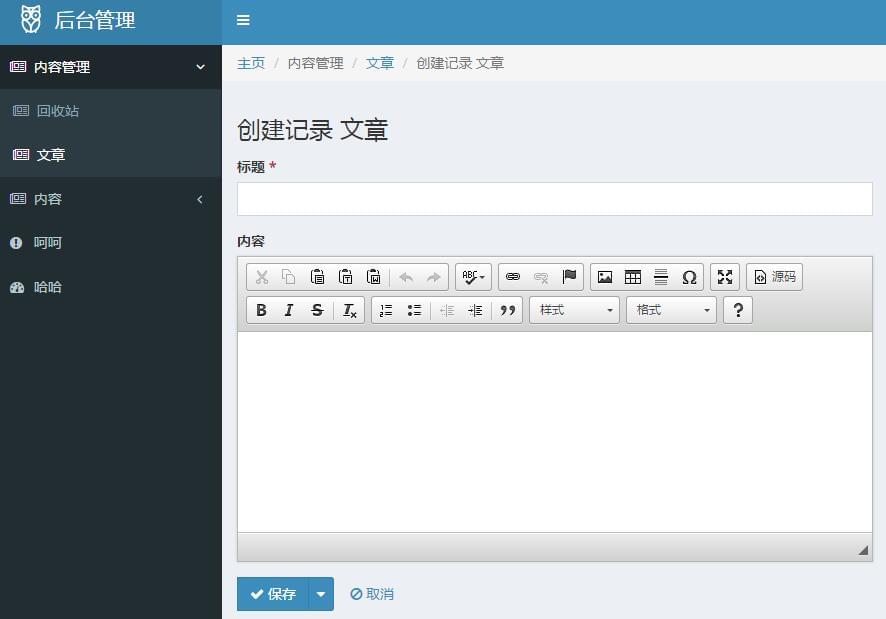 后台管理
内容管理
回收站
文章
内容
呵呵
哈哈
主页 / 内容管理 / 文章 / 创建记录 文章
创建记录 文章
标题 *
内容
ABC
Ω
源码
B I S Tx
样式
格式
?
保存
取消